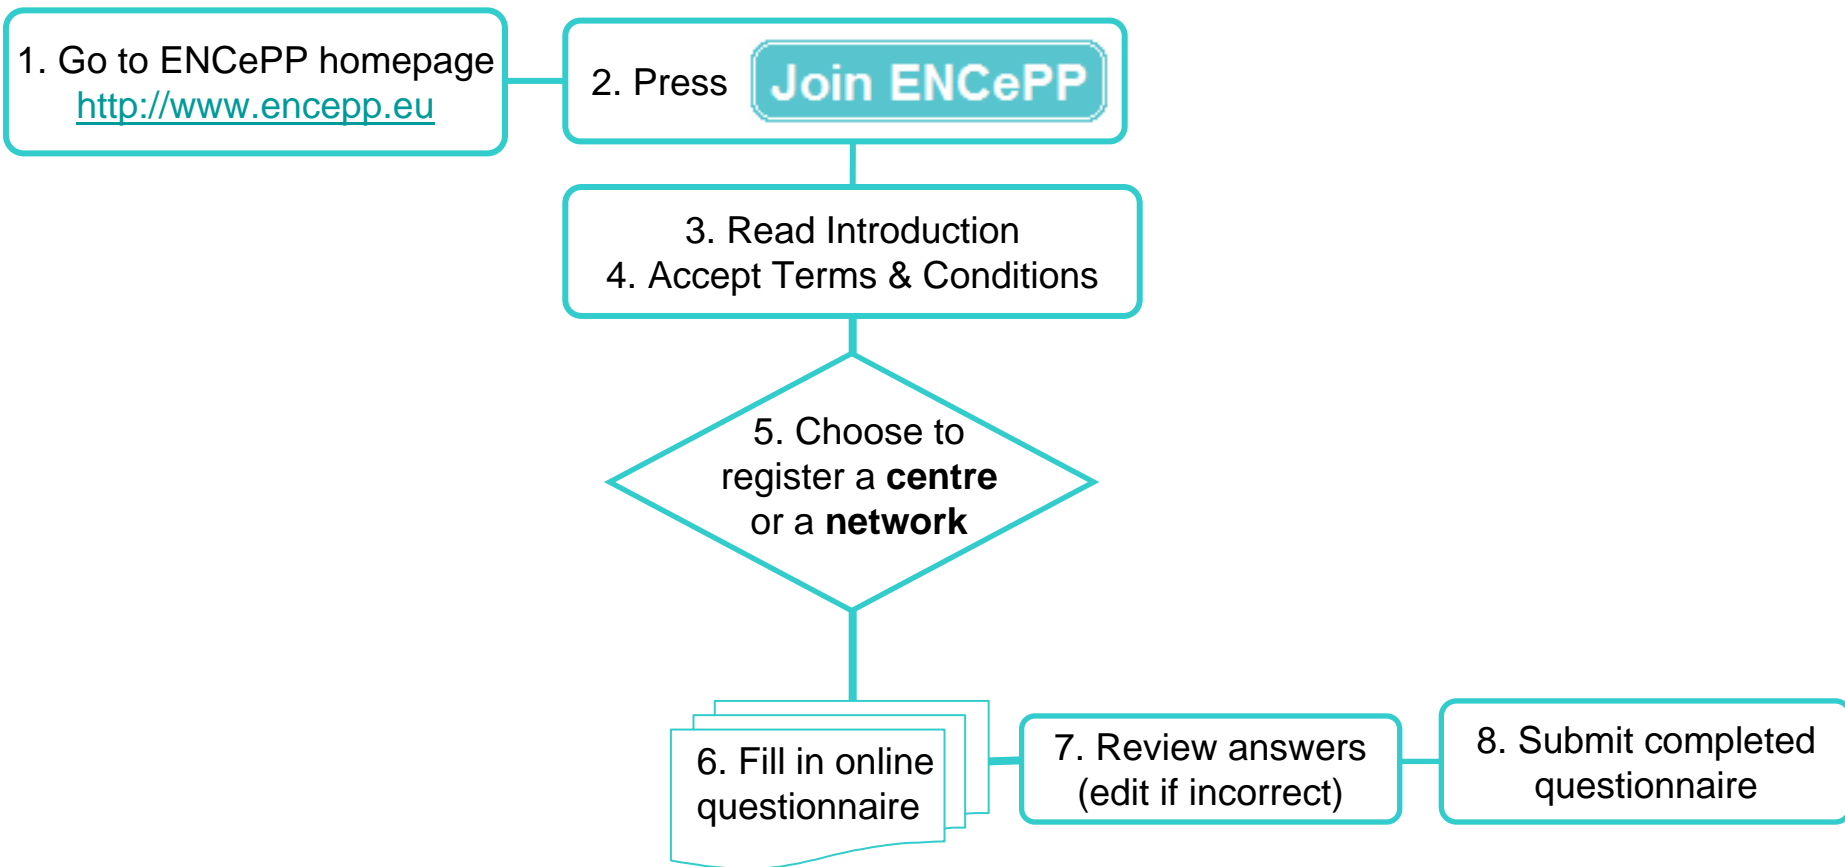 1. Go to ENCePP homepage
http://www.encepp.eu
2. Press Join ENCePP
3. Read Introduction
4. Accept Terms & Conditions
5. Choose to
register a centre
or a network
6. Fill in online
questionnaire
7. Review answers
(edit if incorrect)
8. Submit completed
questionnaire